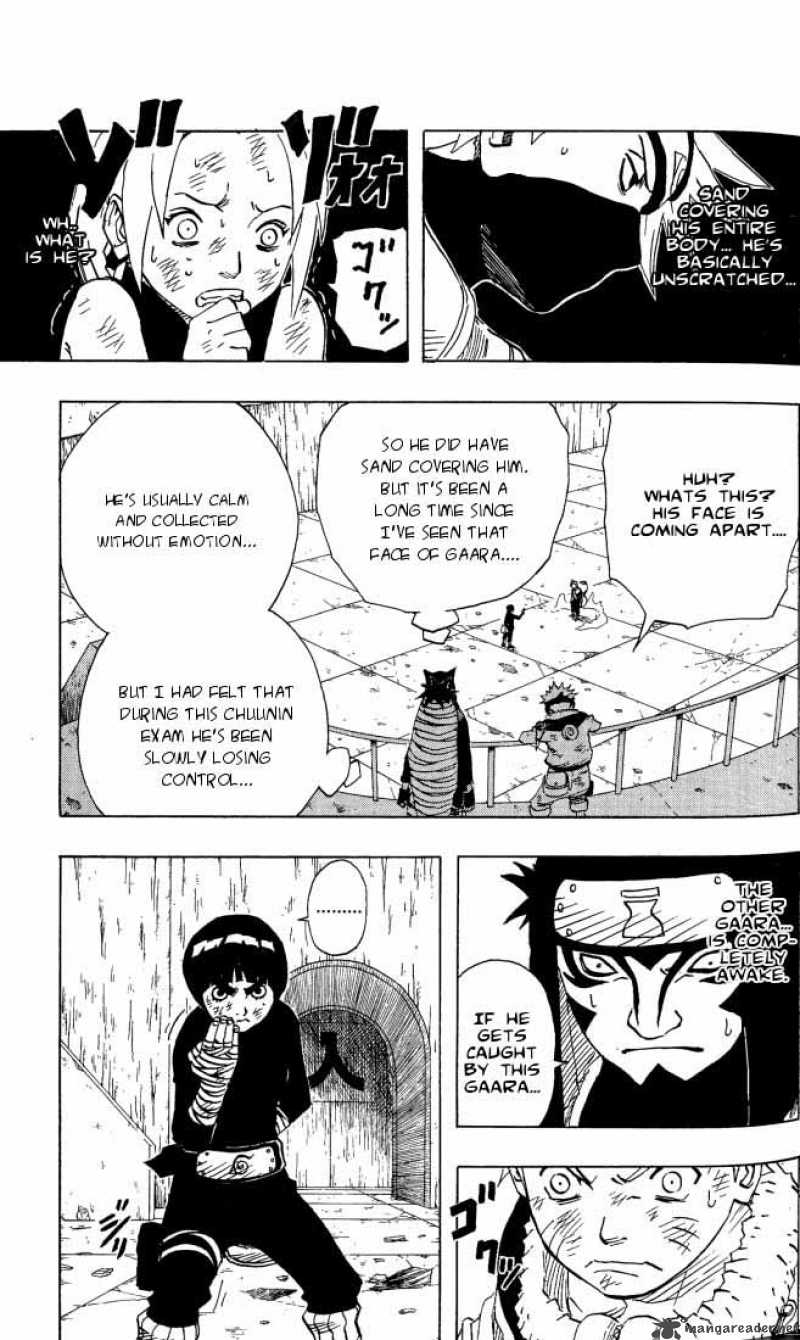 SAND
COVERING
HIS ENTIRE
BODY... HE'S
BASICALLY
UNSCRATCHED...
ゾ
オオ
ゴクッ
WH..
WHAT
IS HE?
HUH?
WHATS THIS?
HIS FACE IS
COMING APART....
SO HE DID HAVE
SAND COVERING HIM.
BUT IT'S BEEN A
LONG TIME SINCE
I'VE SEEN THAT
FACE OF GAARA....
HE'S USUALLY CALM
AND COLLECTED
WITHOUT EMOTION...
BUT I HAD FELT THAT
DURING THIS CHUUNIN
EXAM HE'S BEEN
SLOWLY LOSING
CONTROL...
THE
OTHER
GAARA...
IS COMP-
LETELY
AWAKE.
IF HE
GETS
CAUGHT
BY THIS
GAARA...
ゴクッ
.........
入
mangareader.net